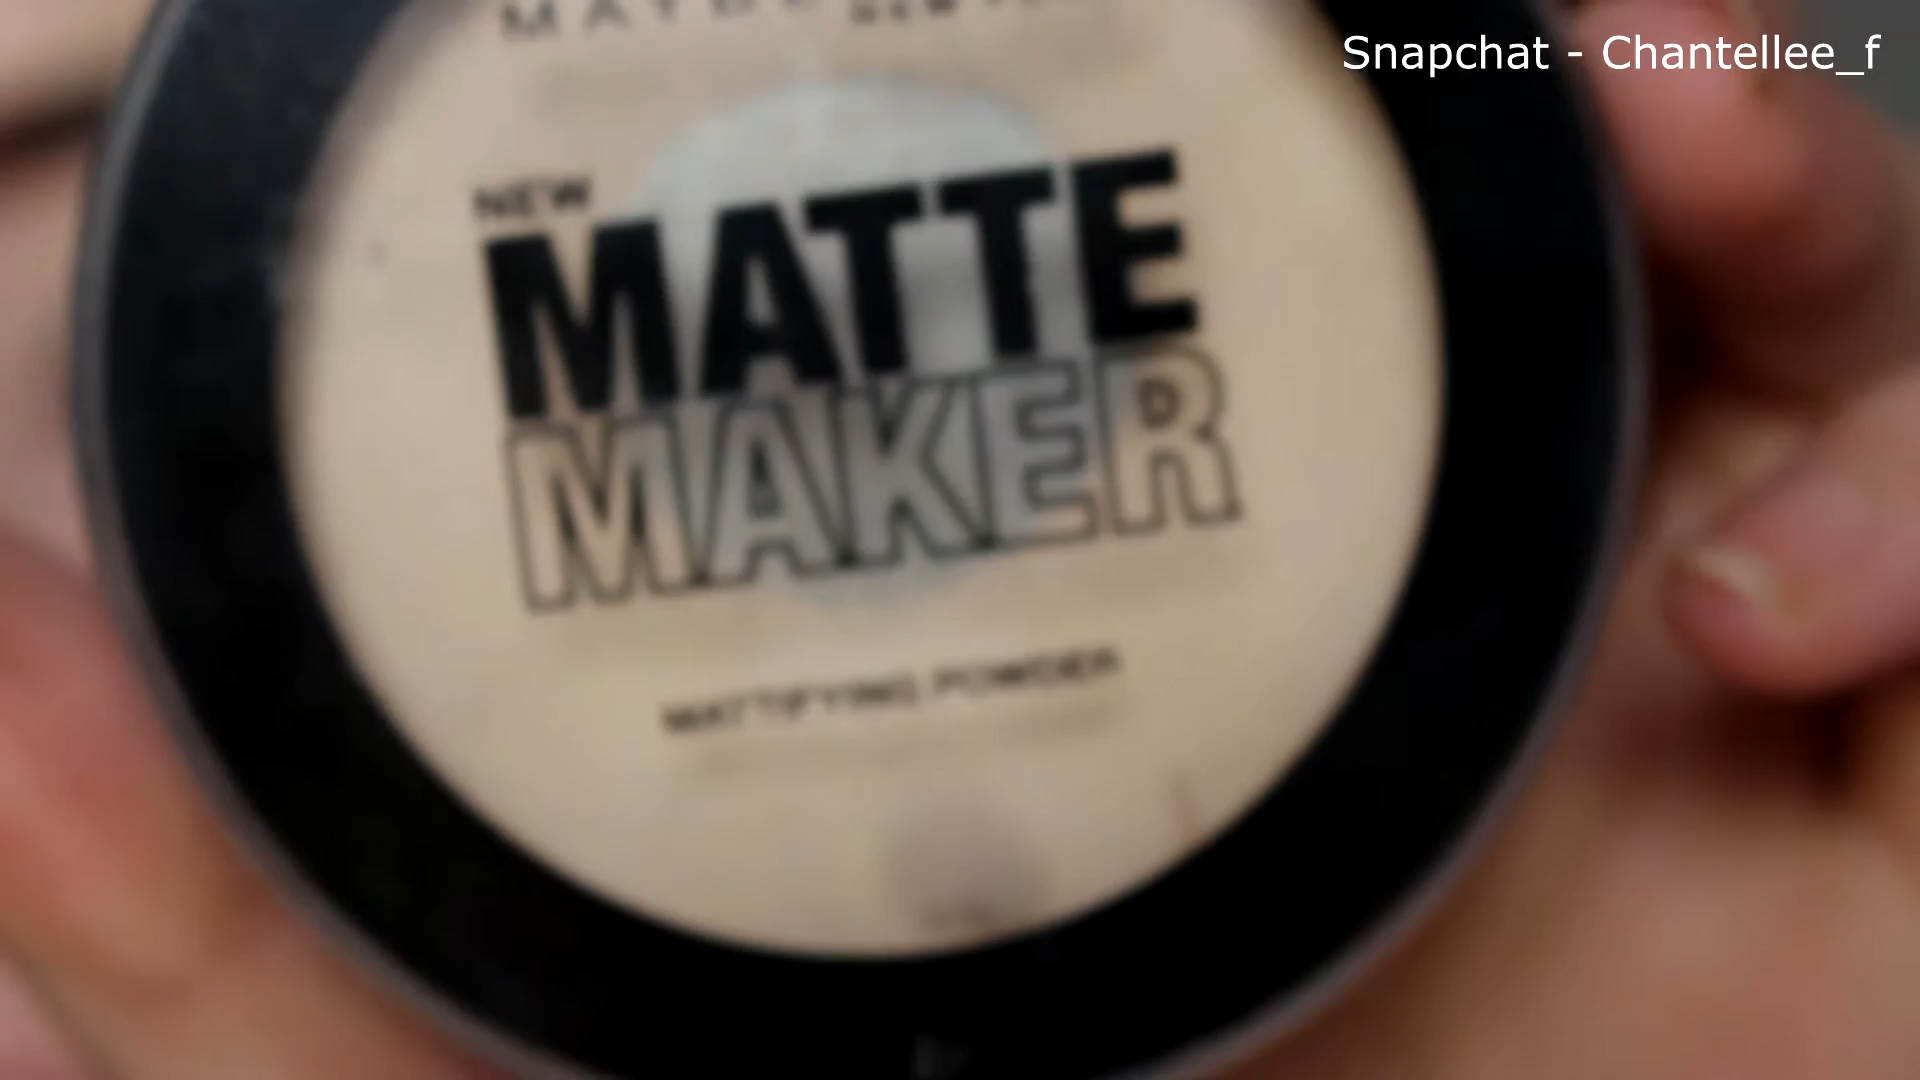 Snapchat - Chantellee_f
NEW
MATTE
MAKER
MATTIFYING POWDER